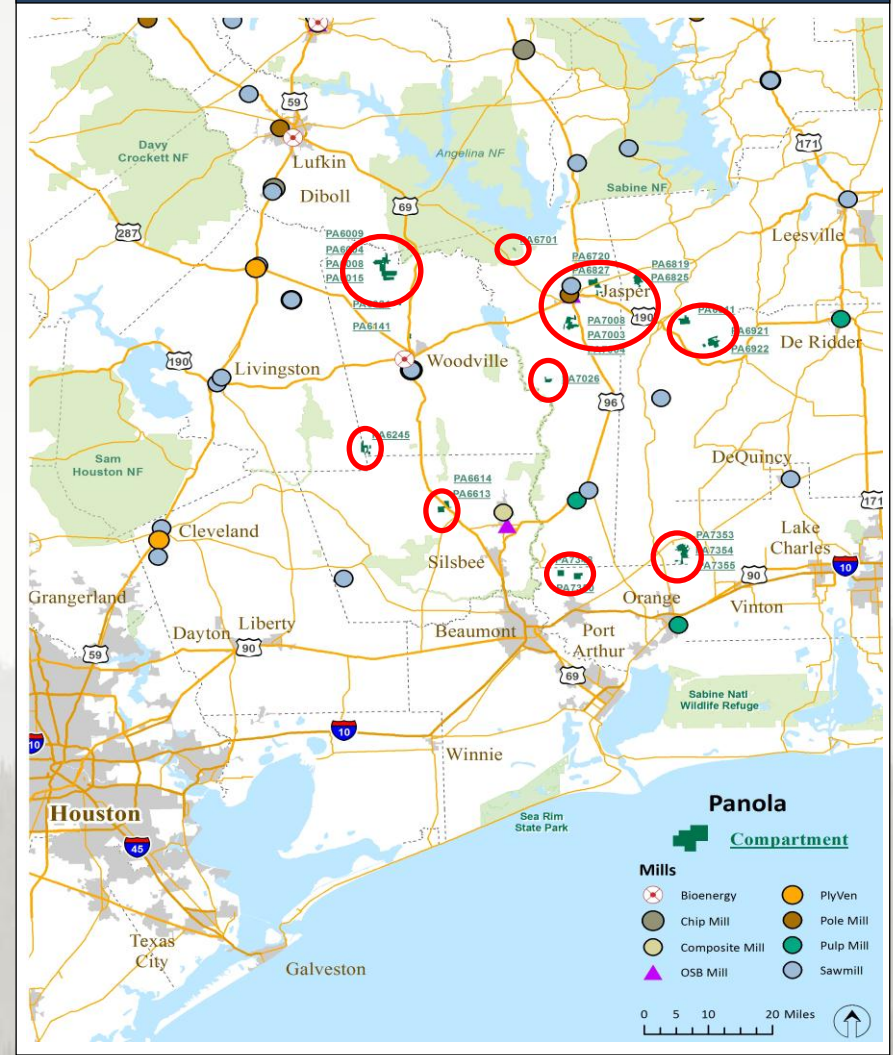 59
171
Davy
Crockett NF
Angelina NF
Lufkin
Sabine NF
Diboll
69
287
Leesville
PA6009
PA6701
PA6008
PA6015
PA6720
PA6819
PA6827
PA6825
Jasper
PA6141
PA7008
190
PA7003
PA6921
De Ridder
PA6922
190
Woodville
Livingston
PA7026
96
PA6245
Sam
Houston NF
DeQuincy
PA6614
PA6613
171
Cleveland
Lake
Charles
PA7353
PA7354
PA7355
Silsbee
10
90
Grangerland
Orange
Vinton
Dayton
Liberty
90
Beaumont
Port
Arthur
59
69
Sabine Natl
Wildlife Refuge
10
10
Winnie
Houston
Sea Rim
State Park
45
Texas
City
Galveston
Panola
Compartment
Mills
Bioenergy
PlyVen
Chip Mill
Pole Mill
Composite Mill
Pulp Mill
OSB Mill
Sawmill
0 5 10 20 Miles